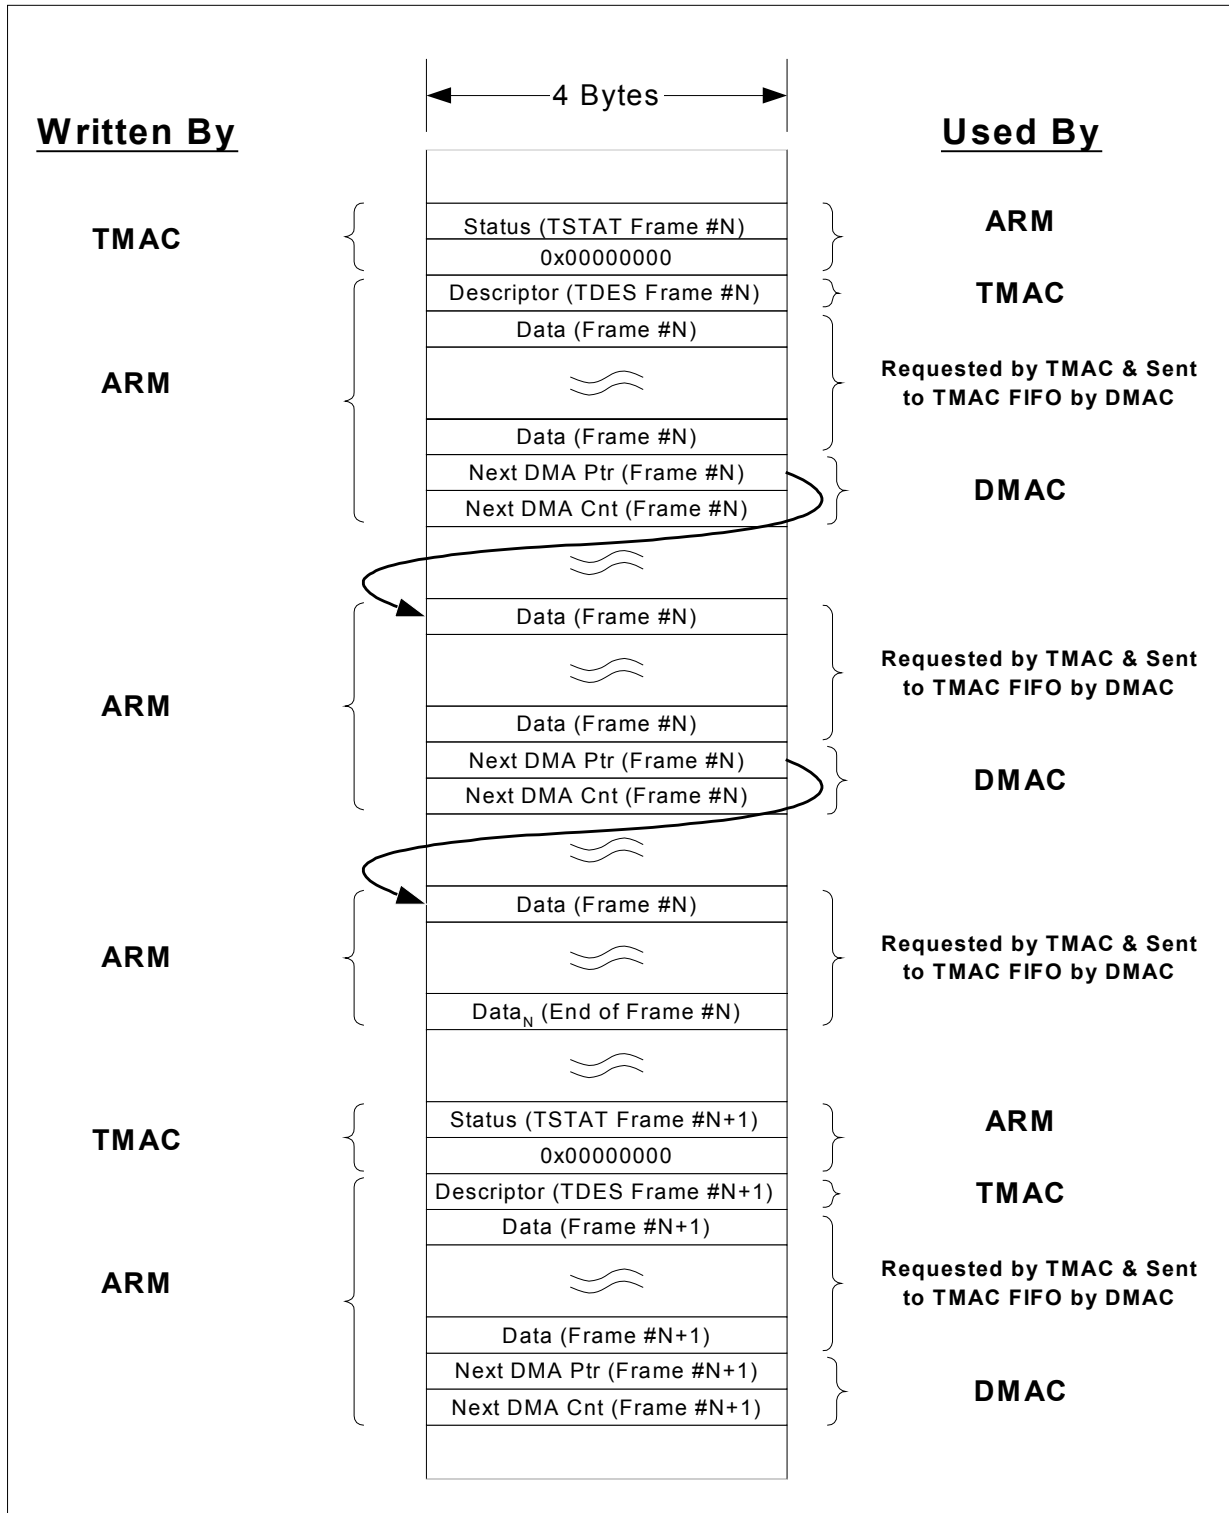 4 Bytes
Written By
Used By
TMAC
Status (TSTAT Frame #N)
ARM
0x00000000
Descriptor (TDES Frame #N)
TMAC
Data (Frame #N)
ARM
Requested by TMAC & Sent
to TMAC FIFO by DMAC
Data (Frame #N)
Next DMA Ptr (Frame #N)
DMAC
Next DMA Cnt (Frame #N)
Data (Frame #N)
ARM
Requested by TMAC & Sent
to TMAC FIFO by DMAC
Data (Frame #N)
Next DMA Ptr (Frame #N)
DMAC
Next DMA Cnt (Frame #N)
Data (Frame #N)
ARM
Requested by TMAC & Sent
to TMAC FIFO by DMAC
DataN (End of Frame #N)
TMAC
Status (TSTAT Frame #N+1)
ARM
0x00000000
Descriptor (TDES Frame #N+1)
TMAC
Data (Frame #N+1)
ARM
Requested by TMAC & Sent
to TMAC FIFO by DMAC
Data (Frame #N+1)
Next DMA Ptr (Frame #N+1)
DMAC
Next DMA Cnt (Frame #N+1)